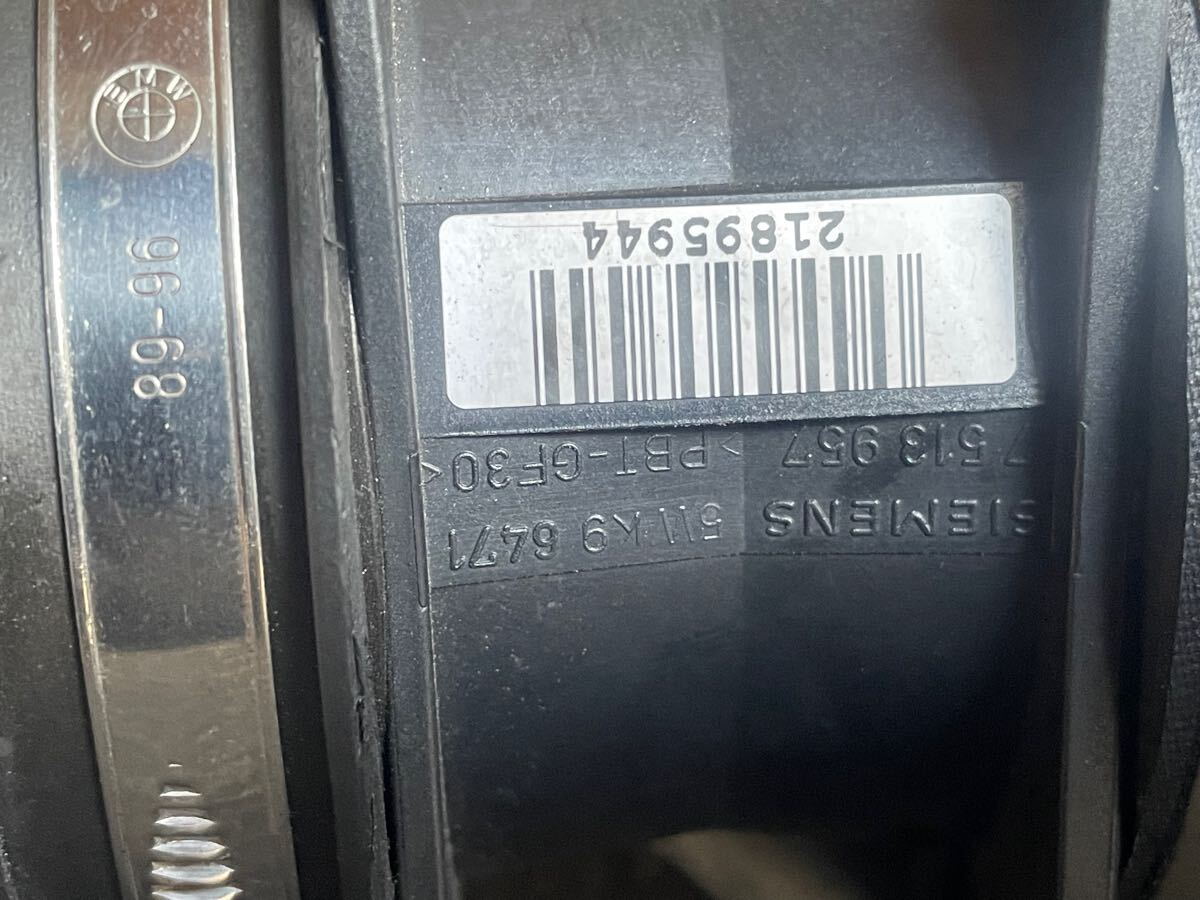 BMW
89-96
SIEMENS 5WK9 6471
7 513 957 >PBT-GF30<
21895944